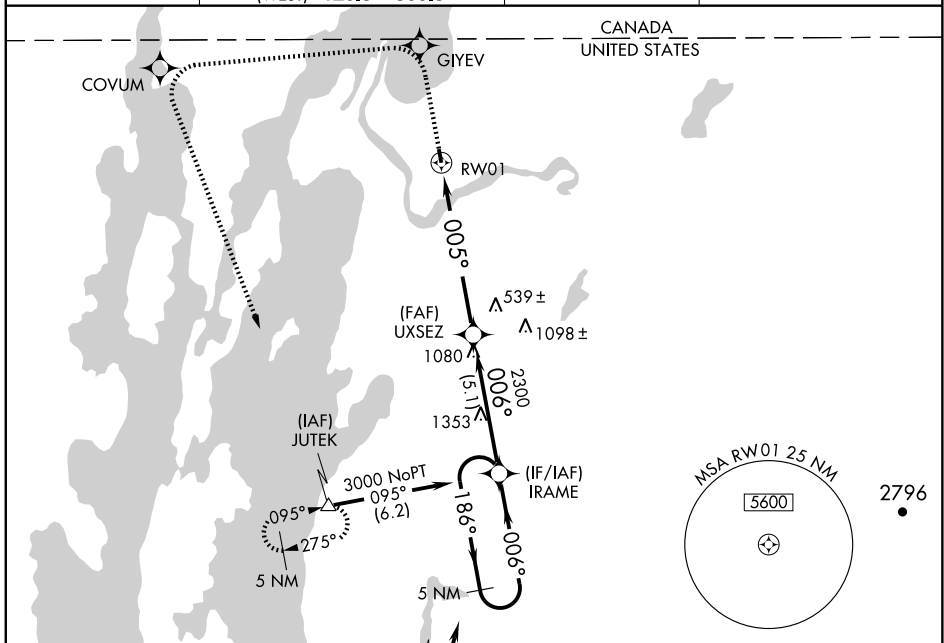 CANADA
UNITED STATES
COVUM
GIYEV
RW01
005°
(FAF)
UXSEZ
539±
1098±
1080
2300
006°
(5.1)
1353
(IAF)
JUTEK
3000 NoPT
095°
(6.2)
(IF/IAF)
IRAME
095°
275°
5 NM
186°
006°
5 NM
MSA RW01 25 NM
5600
2796